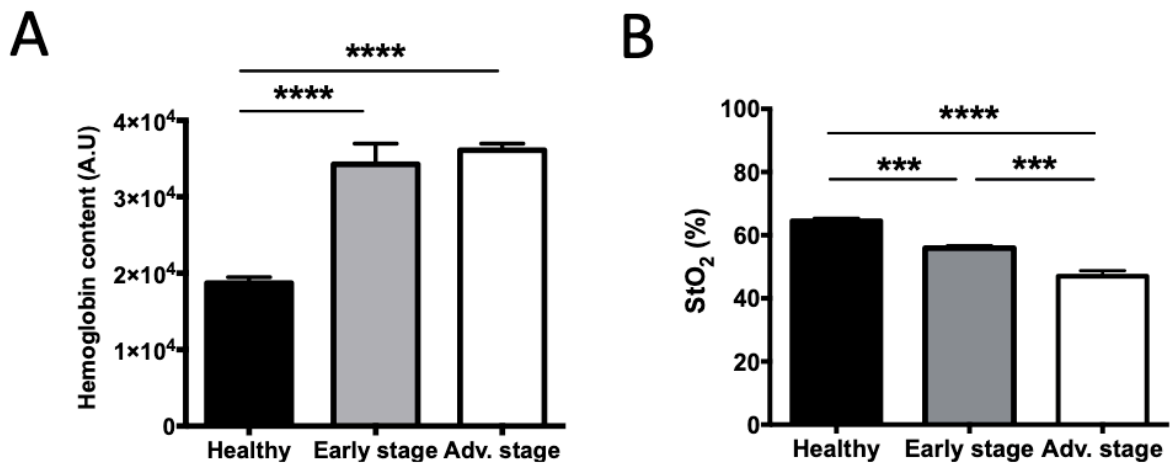 A
B
****
****
***
***
****
Hemoglobin content (A.U)
4×10⁴
3×10⁴
2×10⁴
1×10⁴
0
Healthy
Early stage
Adv. stage
StO₂ (%)
100
80
60
40
20
0
Healthy
Early stage
Adv. stage